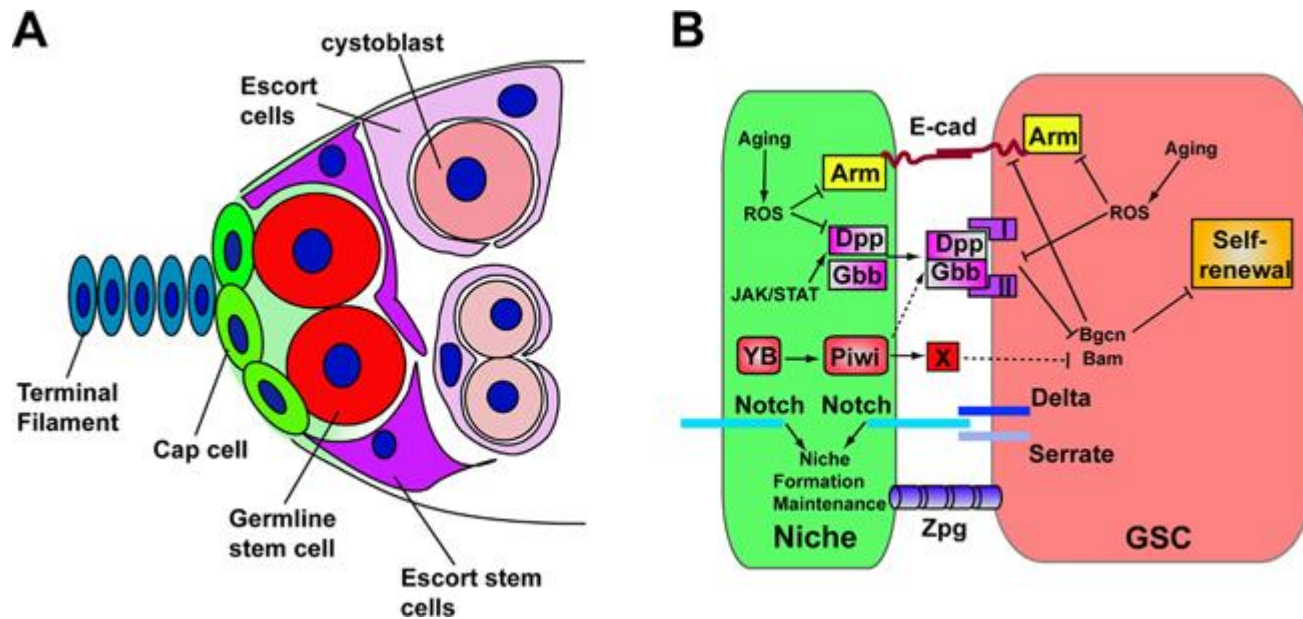 A
cystoblast
Escort
cells
Terminal
Filament
Cap cell
Germline
stem cell
Escort stem
cells
B
E-cad
Aging
Arm
Arm
Aging
ROS
ROS
Dpp
Gbb
Dpp
Gbb
I
II
Self-
renewal
JAK/STAT
YB
Piwi
X
Bgcn
Bam
Notch
Notch
Delta
Serrate
Niche
Formation
Maintenance
Zpg
Niche
GSC